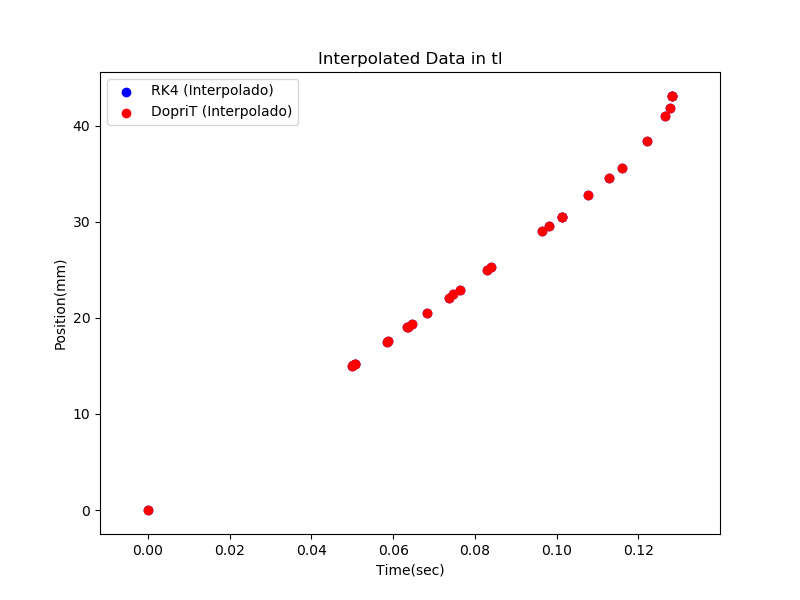 Interpolated Data in tl
RK4 (Interpolado)
DopriT (Interpolado)
40
30
20
10
0
Position(mm)
0.00 0.02 0.04 0.06 0.08 0.10 0.12
Time(sec)